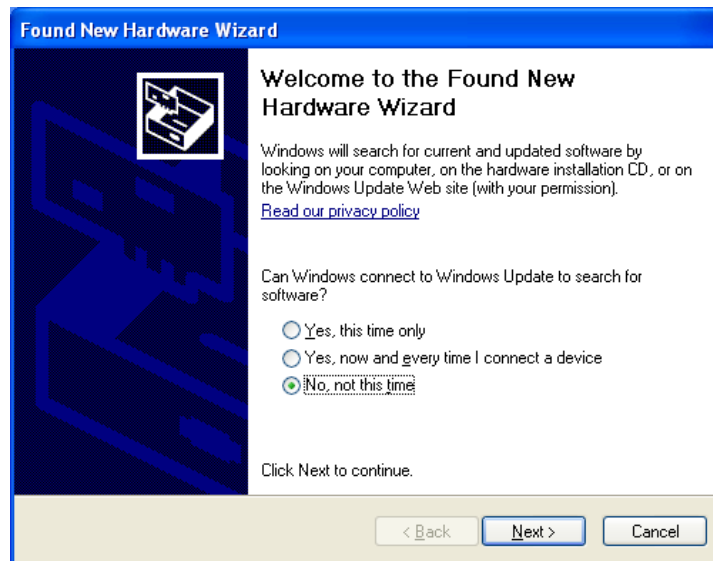 Found New Hardware Wizard
Welcome to the Found New
Hardware Wizard
Windows will search for current and updated software by
looking on your computer, on the hardware installation CD, or on
the Windows Update Web site (with your permission).
Read our privacy policy
Can Windows connect to Windows Update to search for
software?
Yes, this time only
Yes, now and every time I connect a device
No, not this time
Click Next to continue.
< Back
Next >
Cancel